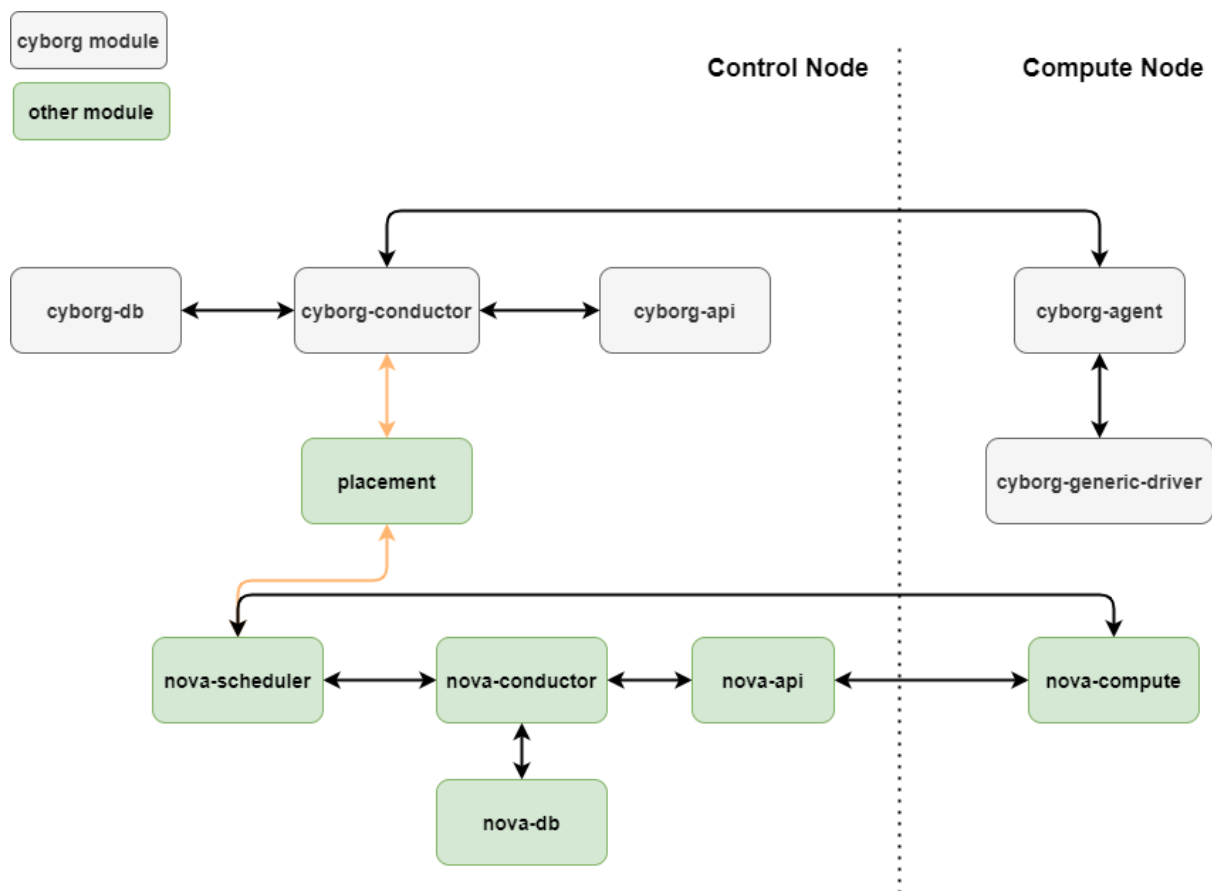 cyborg module
other module
Control Node
Compute Node
cyborg-db
cyborg-conductor
cyborg-api
cyborg-agent
placement
cyborg-generic-driver
nova-scheduler
nova-conductor
nova-api
nova-compute
nova-db